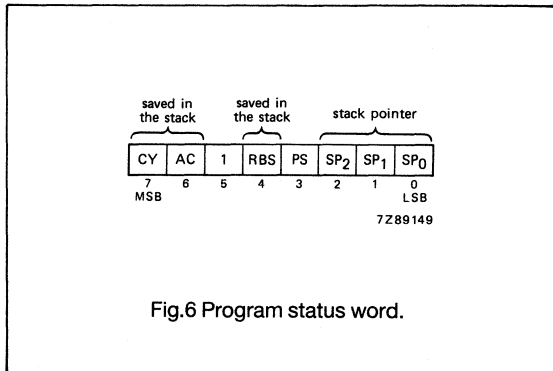 saved in saved in
the stack the stack stack pointer
CY AC 1 RBS PS SP2 SP1 SP0
7 6 5 4 3 2 1 0
MSB LSB
7Z89149
Fig.6 Program status word.